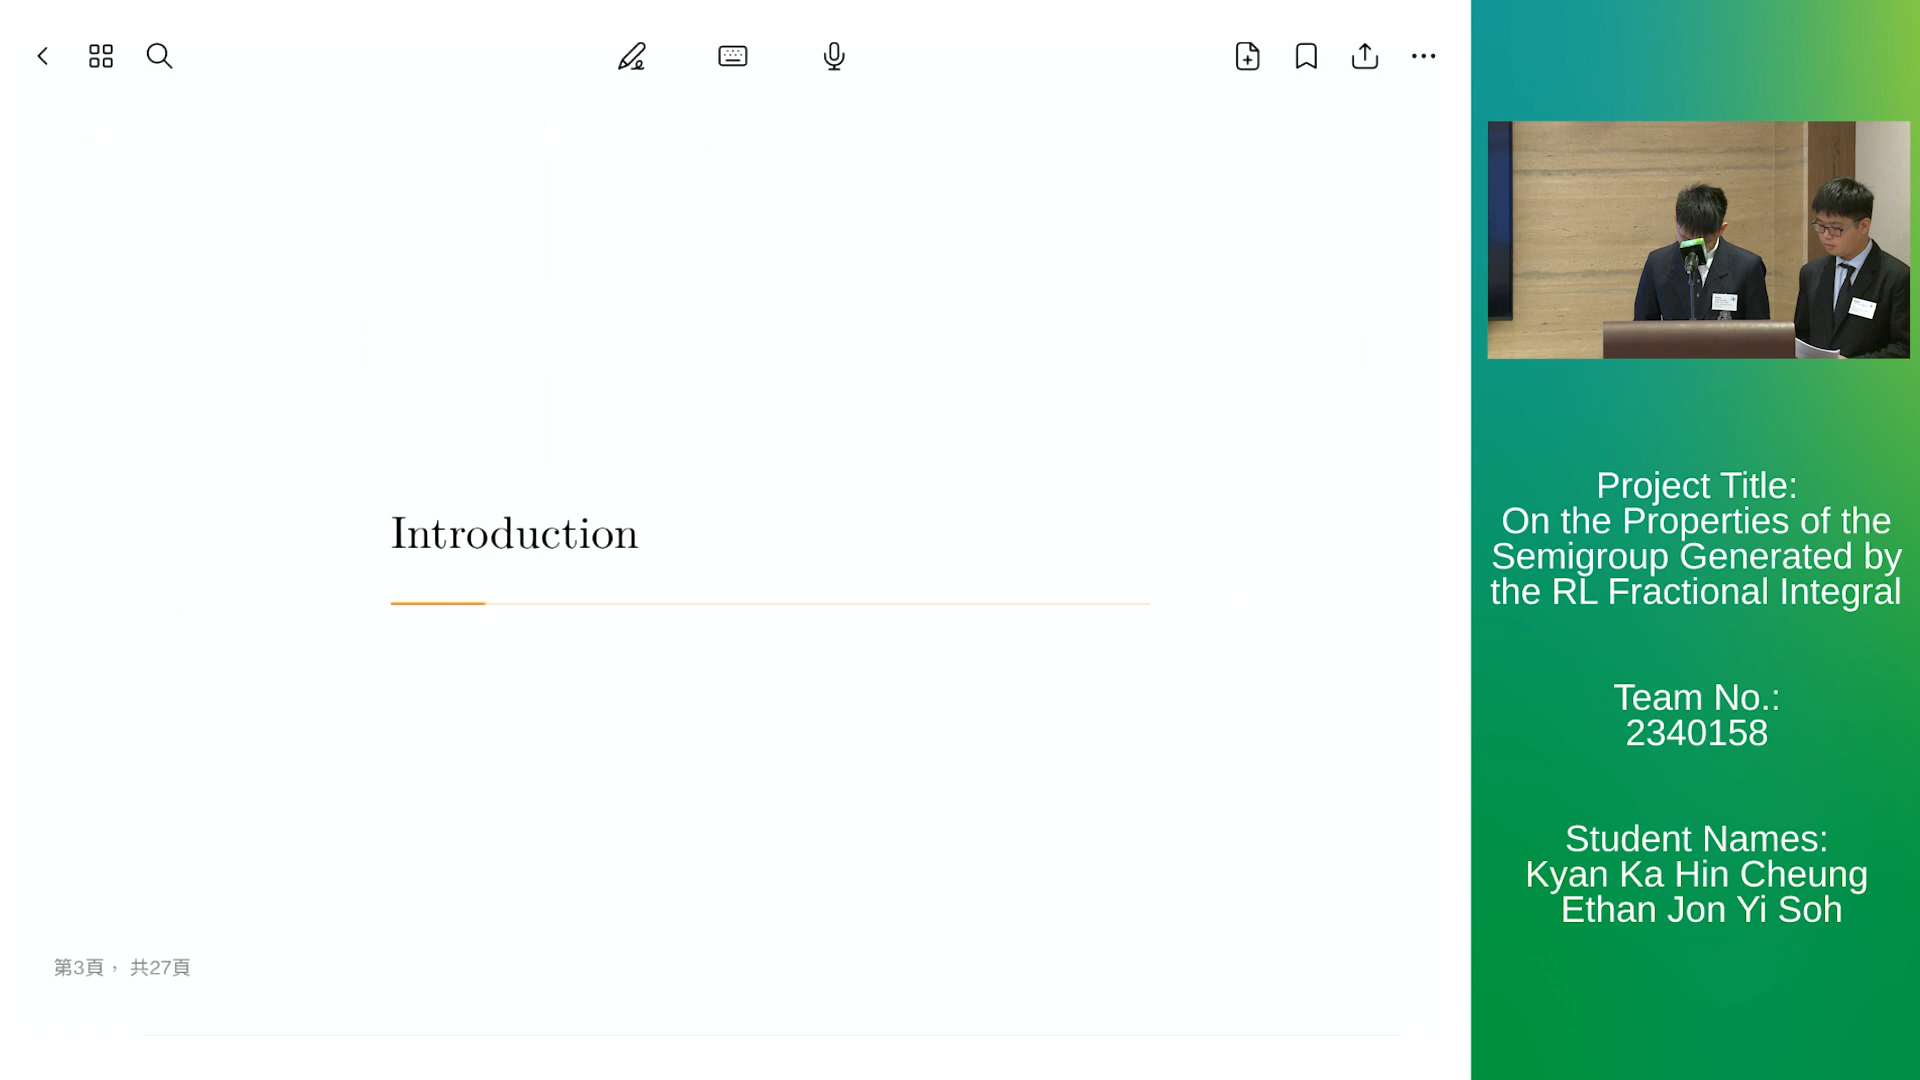 Introduction
第3頁，共27頁
Project Title:
On the Properties of the
Semigroup Generated by
the RL Fractional Integral
Team No.:
2340158
Student Names:
Kyan Ka Hin Cheung
Ethan Jon Yi Soh